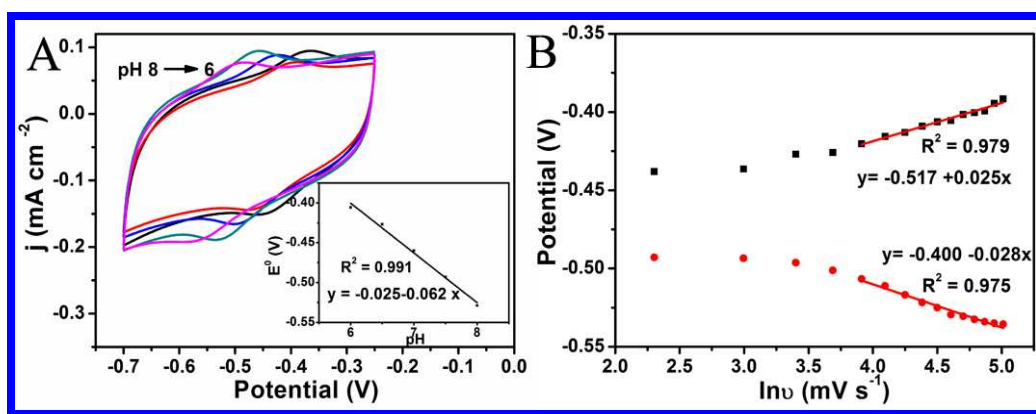 A
pH 8 → 6
0.1
0.0
-0.1
-0.2
-0.3
j (mA cm⁻²)
-0.7 -0.6 -0.5 -0.4 -0.3 -0.2 -0.1 0.0
Potential (V)
-0.40
-0.45
-0.50
-0.55
E⁰ (V)
R² = 0.991
y = -0.025-0.062 x
6 7 8
pH
B
-0.40
-0.45
-0.50
-0.55
Potential (V)
R² = 0.979
y= -0.517 +0.025x
y= -0.400 -0.028x
R² = 0.975
2.0 2.5 3.0 3.5 4.0 4.5 5.0
lnυ (mV s⁻¹)